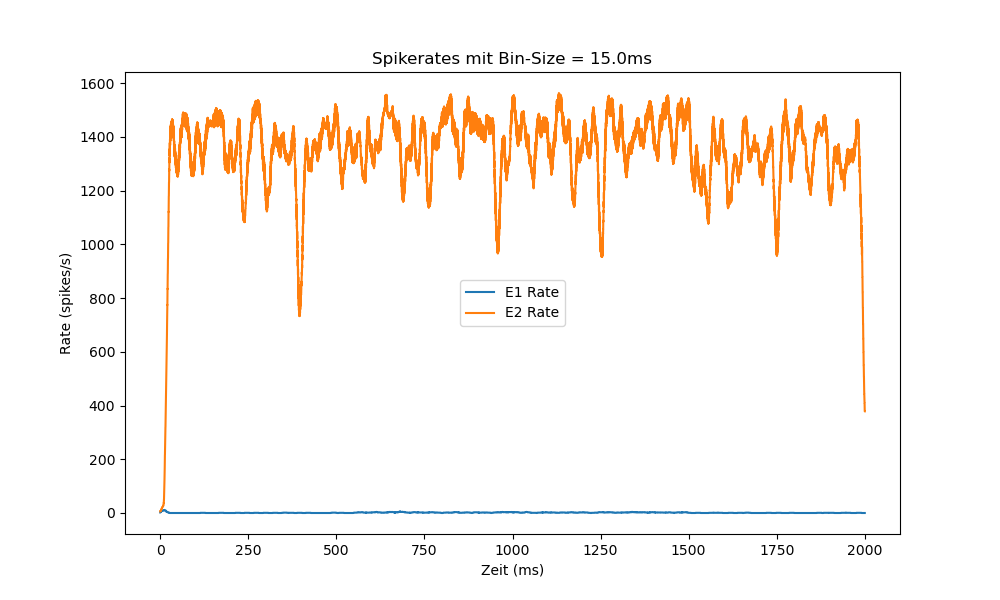 Spikerates mit Bin-Size = 15.0ms
1600
1400
1200
1000
800
600
400
200
0
Rate (spikes/s)
E1 Rate
E2 Rate
0 250 500 750 1000 1250 1500 1750 2000
Zeit (ms)